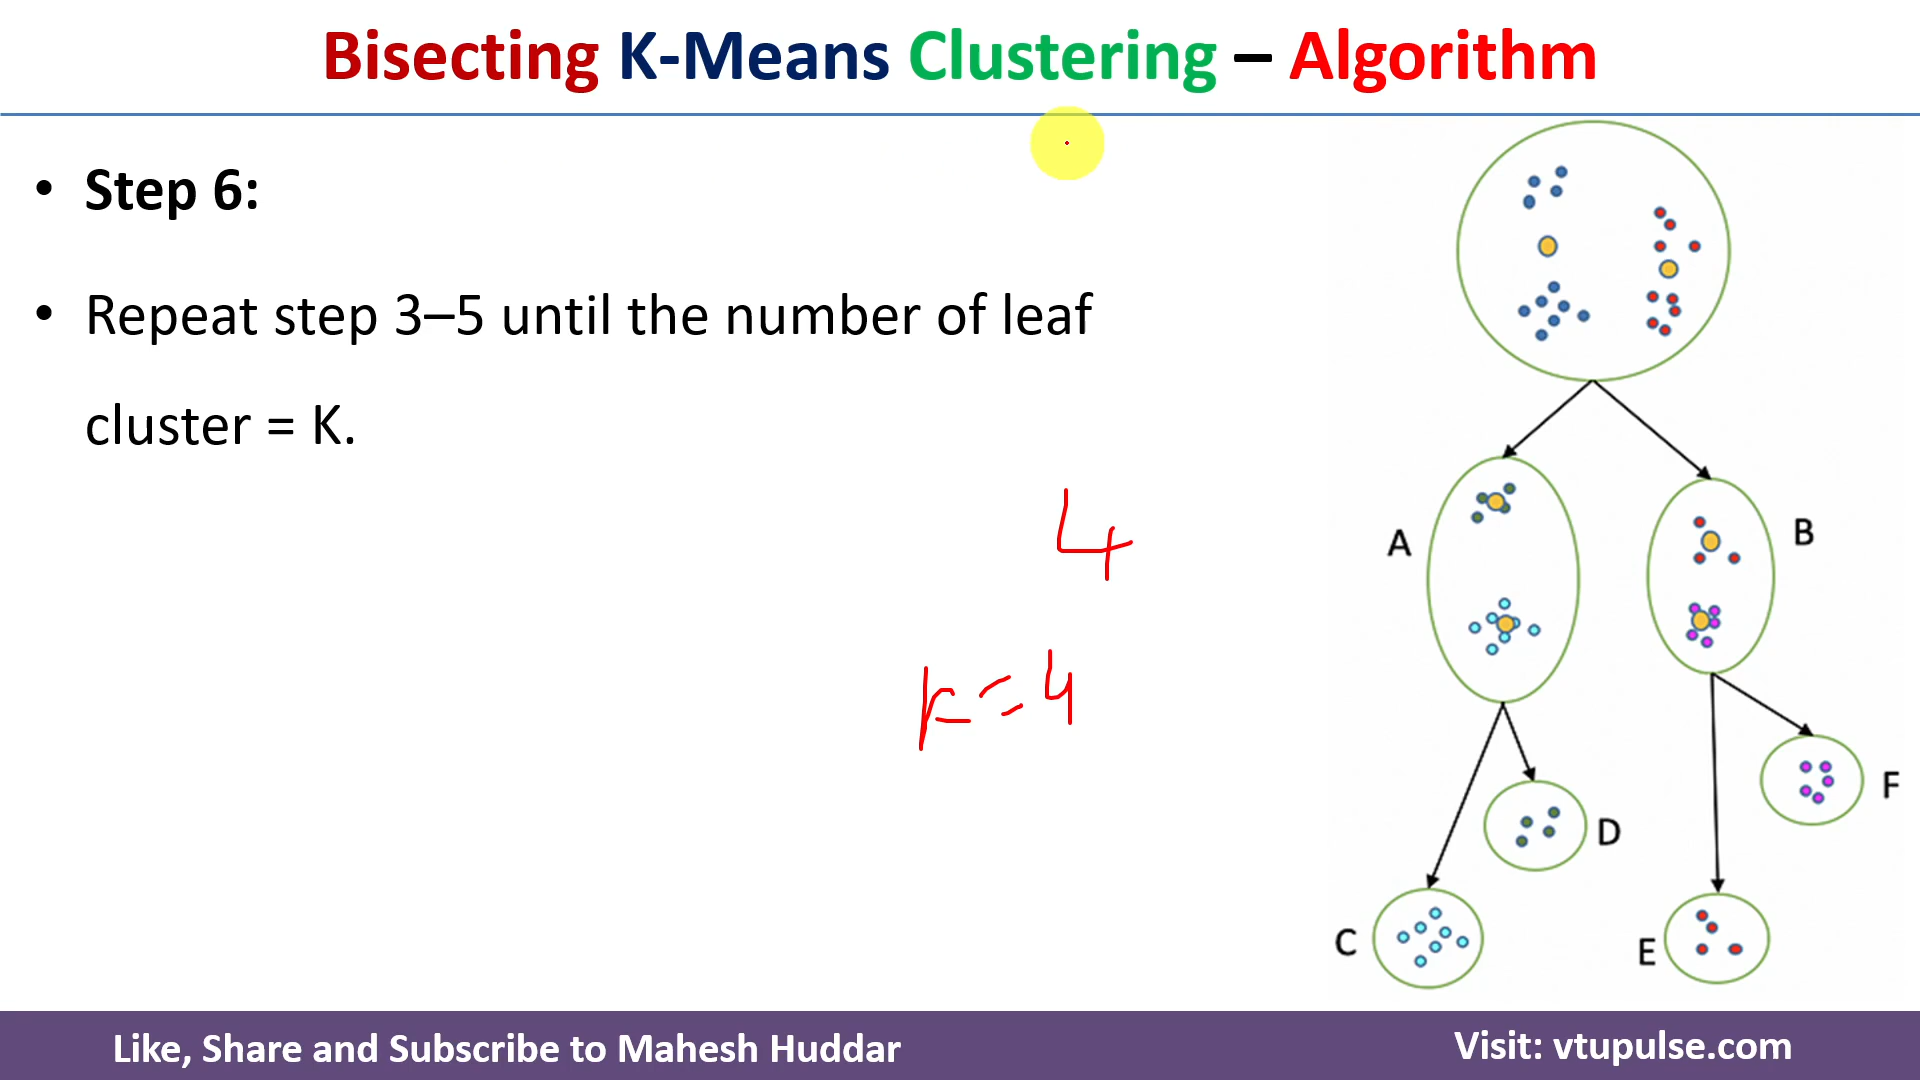 Bisecting K-Means Clustering – Algorithm
• Step 6:
• Repeat step 3–5 until the number of leaf
cluster = K.
4
k=4
A
B
C
D
E
F
Like, Share and Subscribe to Mahesh Huddar
Visit: vtupulse.com